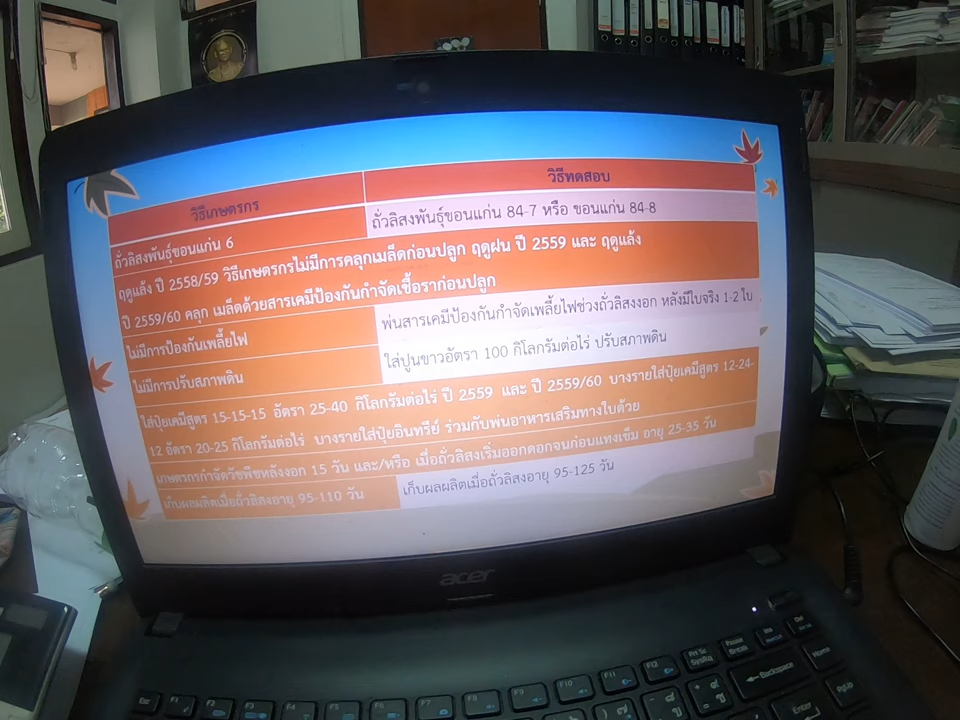 วิธีเกษตรกร
วิธีทดสอบ
ถั่วลิสงพันธุ์ขอนแก่น 6
ถั่วลิสงพันธุ์ขอนแก่น 84-7 หรือ ขอนแก่น 84-8
ฤดูแล้ง ปี 2558/59 วิธีเกษตรกรไม่มีการคลุกเมล็ดก่อนปลูก ฤดูฝน ปี 2559 และ ฤดูแล้ง
ปี 2559/60 คลุก เมล็ดด้วยสารเคมีป้องกันกำจัดเชื้อราก่อนปลูก
ไม่มีการป้องกันเพลี้ยไฟ
พ่นสารเคมีป้องกันกำจัดเพลี้ยไฟช่วงถั่วลิสงงอก หลังมีใบจริง 1-2 ใบ
ไม่มีการปรับสภาพดิน
ใส่ปูนขาวอัตรา 100 กิโลกรัมต่อไร่ ปรับสภาพดิน
ใส่ปุ๋ยเคมีสูตร 15-15-15 อัตรา 25-40 กิโลกรัมต่อไร่ ปี 2559 และ ปี 2559/60 บางรายใส่ปุ๋ยเคมีสูตร 12-24-
12 อัตรา 20-25 กิโลกรัมต่อไร่ บางรายใส่ปุ๋ยอินทรีย์ ร่วมกับพ่นอาหารเสริมทางใบด้วย
เกษตรกรกำจัดวัชพืชหลังงอก 15 วัน และ/หรือ เมื่อถั่วลิสงเริ่มออกดอกจนก่อนแทงเข็ม อายุ 25-35 วัน
เก็บผลผลิตเมื่อถั่วลิสงอายุ 95-110 วัน
เก็บผลผลิตเมื่อถั่วลิสงอายุ 95-125 วัน
acer
Esc F1 F2 F3 F4 F5 F6 F7 F8 F9 F10 F11 F12 Prt Sc SysRq Pause Break Ins Del
Backspace Home
Enter PgUp